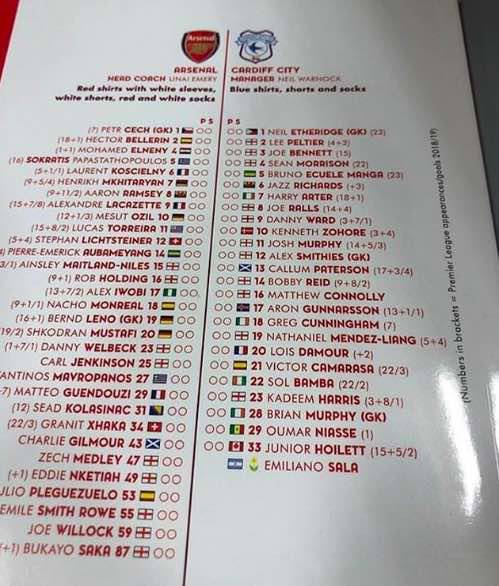 Arsenal
ARSENAL
HEAD COACH UNAI EMERY
Red shirts with white sleeves,
white shorts, red and white socks
CARDIFF CITY
MANAGER NEIL WARNOCK
Blue shirts, shorts and socks
P S
(7) PETR CECH (GK) 1
(18+1) HECTOR BELLERIN 2
(1+1) MOHAMED ELNENY 4
(16) SOKRATIS PAPASTATHOPOULOS 5
(5+1/1) LAURENT KOSCIELNY 6
(9+5/4) HENRIKH MKHITARYAN 7
(9+11/2) AARON RAMSEY 8
(15+7/8) ALEXANDRE LACAZETTE 9
(12+1/3) MESUT OZIL 10
(15+8/2) LUCAS TORREIRA 11
(5+4) STEPHAN LICHTSTEINER 12
PIERRE-EMERICK AUBAMEYANG 14
3/1) AINSLEY MAITLAND-NILES 15
(9+1) ROB HOLDING 16
(13+7/2) ALEX IWOBI 17
(9+1/1) NACHO MONREAL 18
(16+1) BERND LENO (GK) 19
19/2) SHKODRAN MUSTAFI 20
(1+7/1) DANNY WELBECK 23
CARL JENKINSON 25
ANTINOS MAVROPANOS 27
7) MATTEO GUENDOUZI 29
(12) SEAD KOLASINAC 31
(22/3) GRANIT XHAKA 34
CHARLIE GILMOUR 43
ZECH MEDLEY 47
(+1) EDDIE NKETIAH 49
ULIO PLEGUEZUELO 53
EMILE SMITH ROWE 55
JOE WILLOCK 59
(+1) BUKAYO SAKA 87
P S
1 NEIL ETHERIDGE (GK) (23)
2 LEE PELTIER (4+3)
3 JOE BENNETT (15)
4 SEAN MORRISON (22)
5 BRUNO ECUELE MANGA (23)
6 JAZZ RICHARDS (+3)
7 HARRY ARTER (18+1)
8 JOE RALLS (14+4)
9 DANNY WARD (3+7/1)
10 KENNETH ZOHORE (3+4)
11 JOSH MURPHY (14+5/3)
12 ALEX SMITHIES (GK)
13 CALLUM PATERSON (17+3/4)
14 BOBBY REID (9+8/2)
16 MATTHEW CONNOLLY
17 ARON GUNNARSSON (13+1/1)
18 GREG CUNNINGHAM (7)
19 NATHANIEL MENDEZ-LIANG (5+4)
20 LOIS DAMOUR (+2)
21 VICTOR CAMARASA (22/3)
22 SOL BAMBA (22/2)
23 KADEEM HARRIS (3+8/1)
28 BRIAN MURPHY (GK)
29 OUMAR NIASSE (1)
33 JUNIOR HOILETT (15+5/2)
EMILIANO SALA
(Numbers in brackets = Premier League appearances/goals 2018/19)